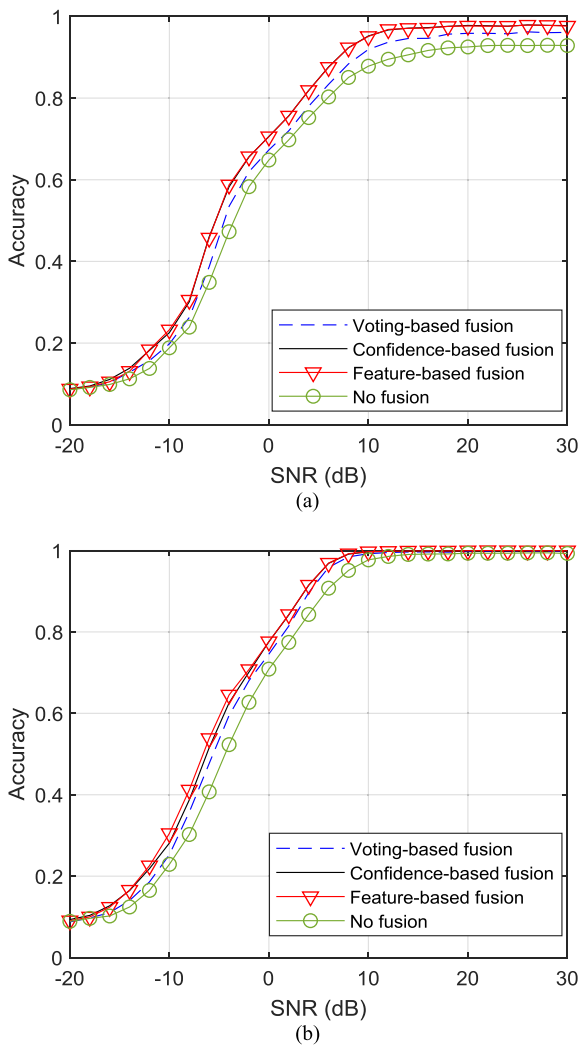 1
0.8
0.6
0.4
0.2
0
Accuracy
Voting-based fusion
Confidence-based fusion
Feature-based fusion
No fusion
-20 -10 0 10 20 30
SNR (dB)
(a)
1
0.8
0.6
0.4
0.2
0
Accuracy
Voting-based fusion
Confidence-based fusion
Feature-based fusion
No fusion
-20 -10 0 10 20 30
SNR (dB)
(b)